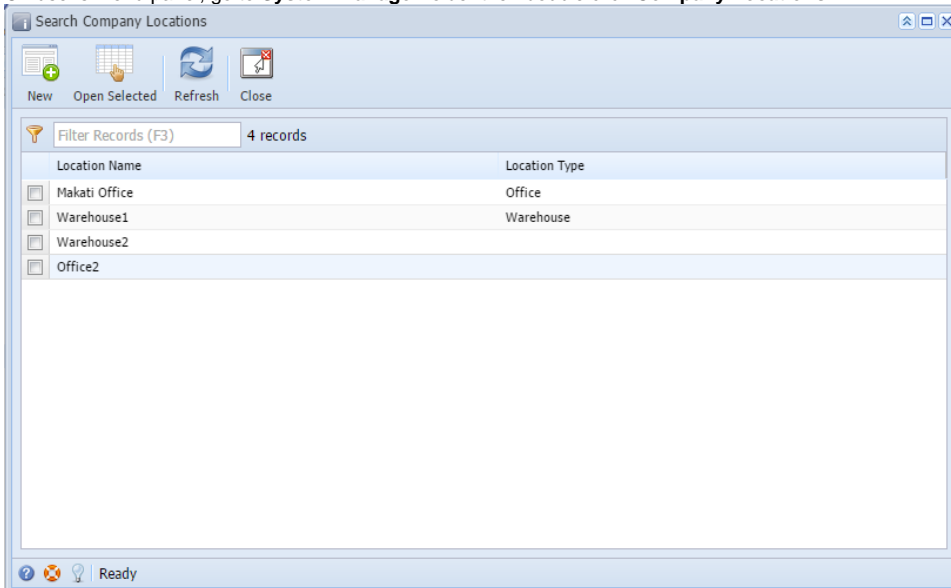 Search Company Locations
New Open Selected Refresh Close
Filter Records (F3) 4 records
Location Name Location Type
Makati Office Office
Warehouse1 Warehouse
Warehouse2
Office2
Ready